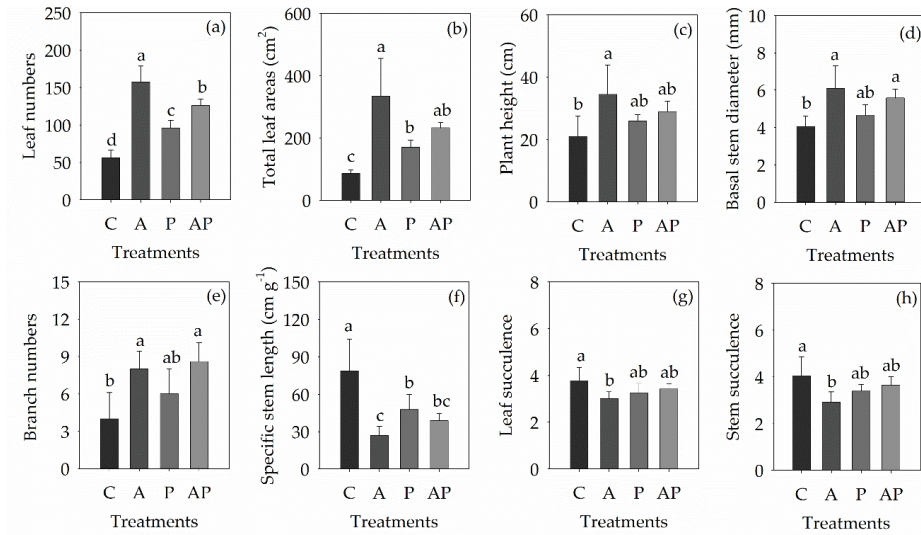 (a)
Leaf numbers
250
200
150
100
50
0
d
a
c
b
C A P AP
Treatments
(b)
Total leaf areas (cm²)
600
400
200
0
c
a
b
ab
C A P AP
Treatments
(c)
Plant height (cm)
60
40
20
0
b
a
ab
ab
C A P AP
Treatments
(d)
Basal stem diameter (mm)
10
8
6
4
2
0
b
a
ab
a
C A P AP
Treatments
(e)
Branch numbers
15
12
9
6
3
0
b
a
ab
a
C A P AP
Treatments
(f)
Specific stem length (cm g⁻¹)
150
120
90
60
30
0
a
c
b
bc
C A P AP
Treatments
(g)
Leaf succulence
8
6
4
2
0
a
b
ab
ab
C A P AP
Treatments
(h)
Stem succulence
8
6
4
2
0
a
b
ab
ab
C A P AP
Treatments